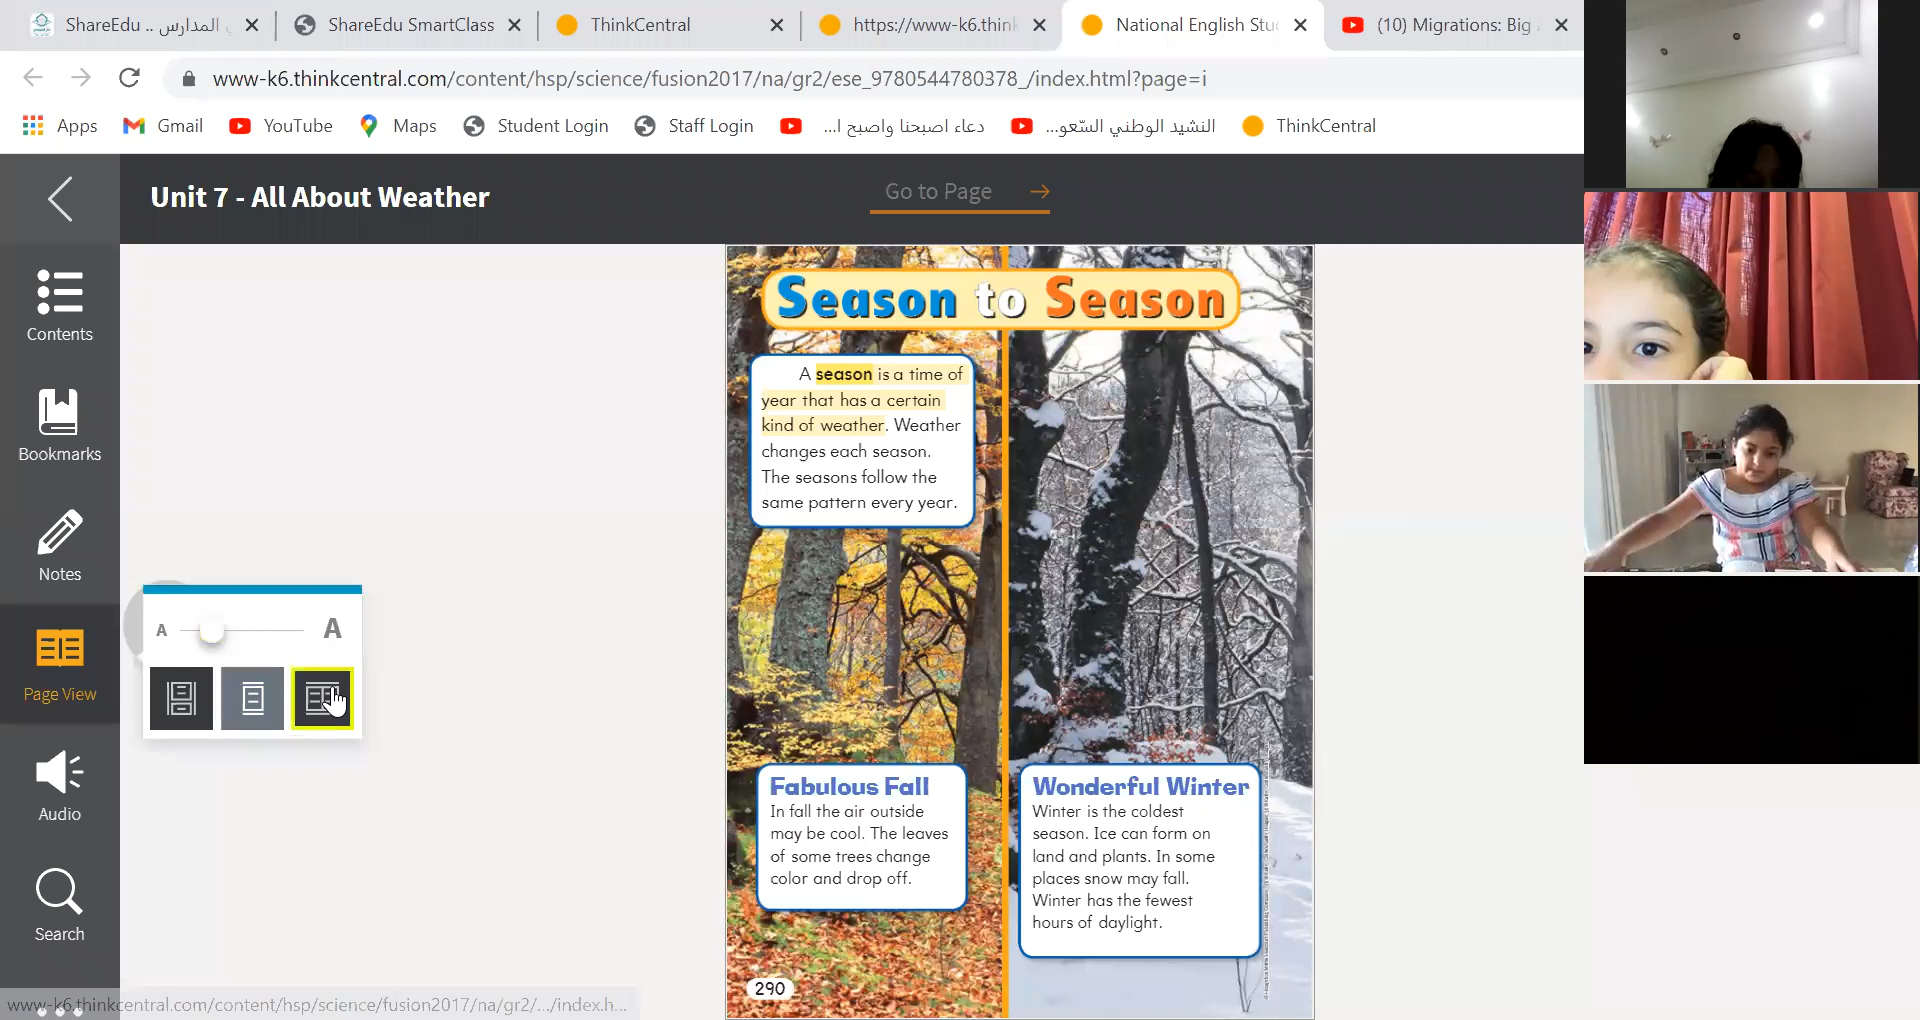 ShareEdu .. ي المدارس
ShareEdu SmartClass
ThinkCentral
https://www-k6.think
National English Stu
(10) Migrations: Big
www-k6.thinkcentral.com/content/hsp/science/fusion2017/na/gr2/ese_9780544780378_/index.html?page=i
Apps
Gmail
YouTube
Maps
Student Login
Staff Login
دعاء اصبحنا واصبح ا...
النشيد الوطني السّعو...
ThinkCentral
Unit 7 - All About Weather
Go to Page
Contents
Bookmarks
Notes
Page View
Audio
Search
A A
Season to Season
A season is a time of
year that has a certain
kind of weather. Weather
changes each season.
The seasons follow the
same pattern every year.
Fabulous Fall
In fall the air outside
may be cool. The leaves
of some trees change
color and drop off.
Wonderful Winter
Winter is the coldest
season. Ice can form on
land and plants. In some
places snow may fall.
Winter has the fewest
hours of daylight.
290
www-k6.thinkcentral.com/content/hsp/science/fusion2017/na/gr2/.../index.h...